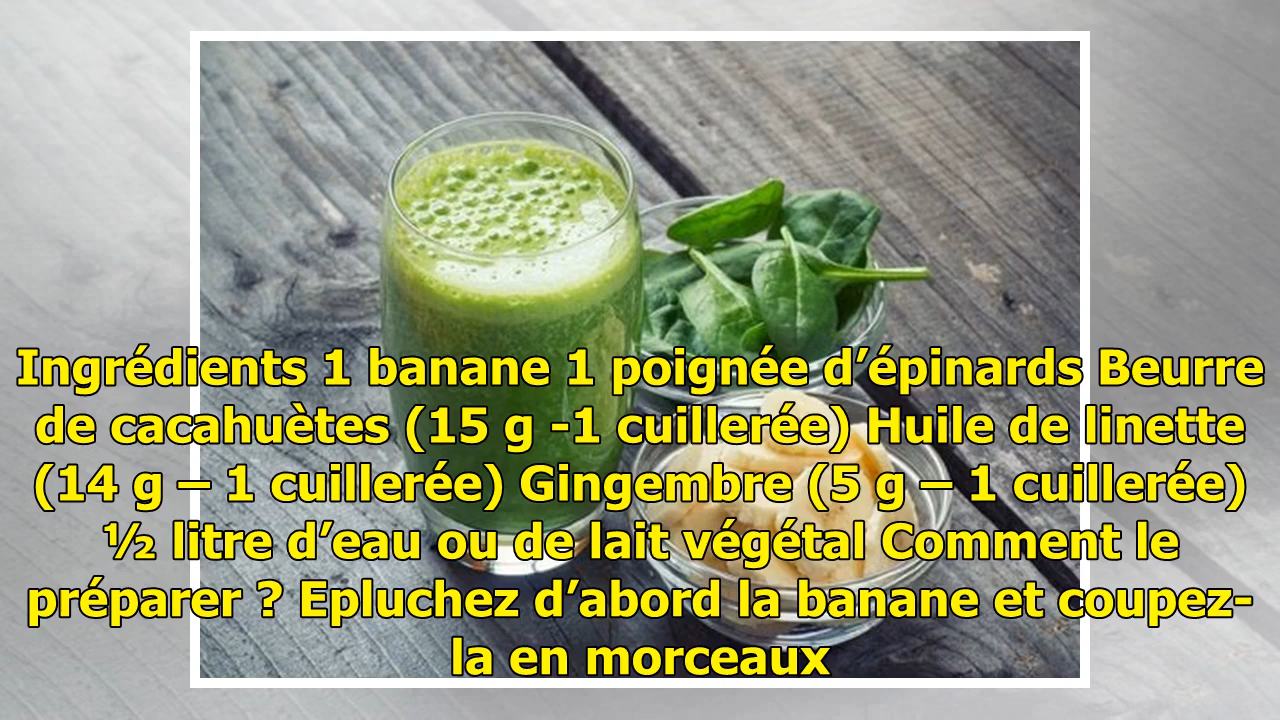 Ingrédients 1 banane 1 poignée d’épinards Beurre
de cacahuètes (15 g -1 cuillerée) Huile de linette
(14 g – 1 cuillerée) Gingembre (5 g – 1 cuillerée)
½ litre d’eau ou de lait végétal Comment le
préparer ? Epluchez d’abord la banane et coupez-
la en morceaux